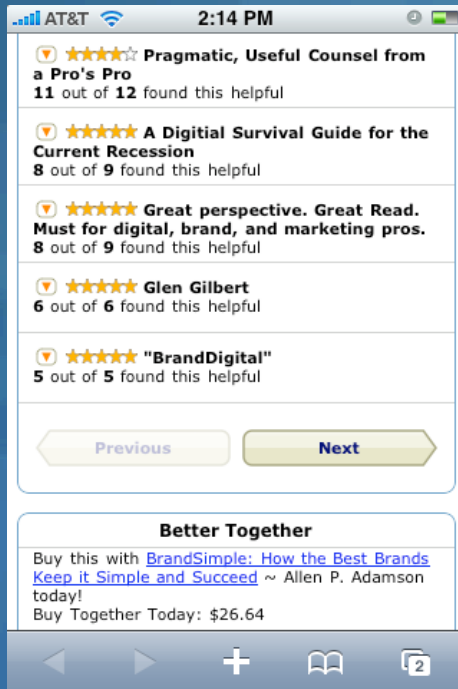 AT&T 2:14 PM
Pragmatic, Useful Counsel from
a Pro's Pro
11 out of 12 found this helpful
A Digitial Survival Guide for the
Current Recession
8 out of 9 found this helpful
Great perspective. Great Read.
Must for digital, brand, and marketing pros.
8 out of 9 found this helpful
Glen Gilbert
6 out of 6 found this helpful
"BrandDigital"
5 out of 5 found this helpful
Previous Next
Better Together
Buy this with BrandSimple: How the Best Brands
Keep it Simple and Succeed ~ Allen P. Adamson
today!
Buy Together Today: $26.64
2